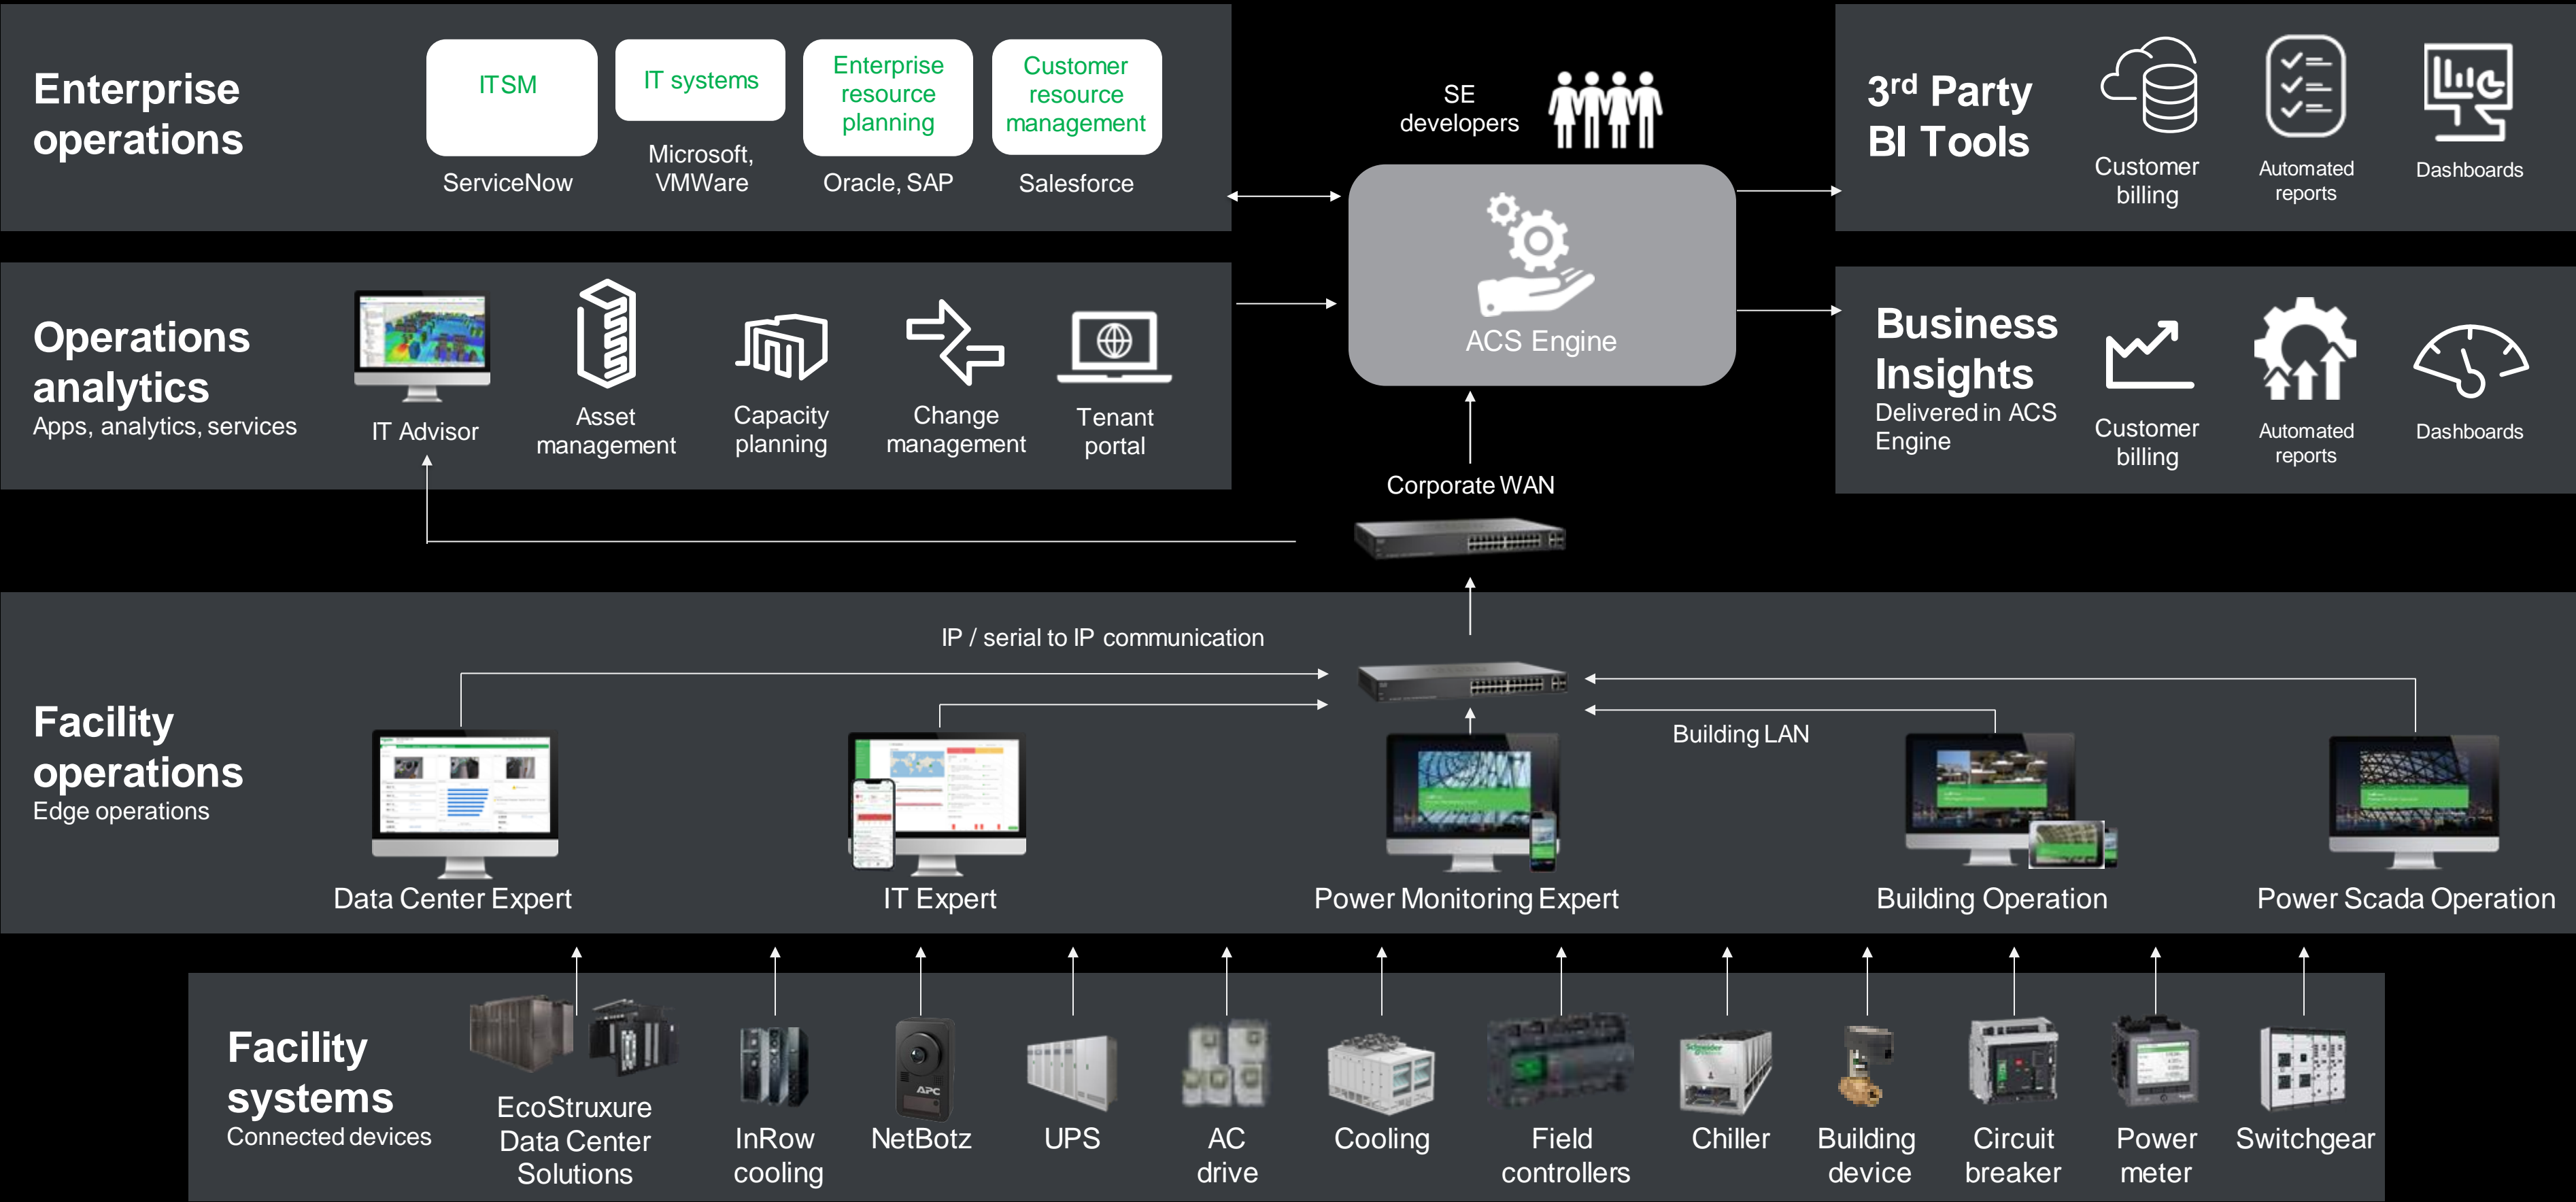 Enterprise
operations
ITSM
ServiceNow
IT systems
Microsoft,
VMWare
Enterprise
resource
planning
Oracle, SAP
Customer
resource
management
Salesforce
SE
developers
ACS Engine
3rd Party
BI Tools
Customer
billing
Automated
reports
Dashboards
Operations
analytics
Apps, analytics, services
IT Advisor
Asset
management
Capacity
planning
Change
management
Tenant
portal
Business
Insights
Delivered in ACS
Engine
Customer
billing
Automated
reports
Dashboards
Corporate WAN
IP / serial to IP communication
Building LAN
Facility
operations
Edge operations
Data Center Expert
IT Expert
Power Monitoring Expert
Building Operation
Power Scada Operation
Facility
systems
Connected devices
EcoStruxure
Data Center
Solutions
InRow
cooling
APC
NetBotz
UPS
AC
drive
Cooling
Field
controllers
Schneider
Chiller
Building
device
Circuit
breaker
Power
meter
Switchgear